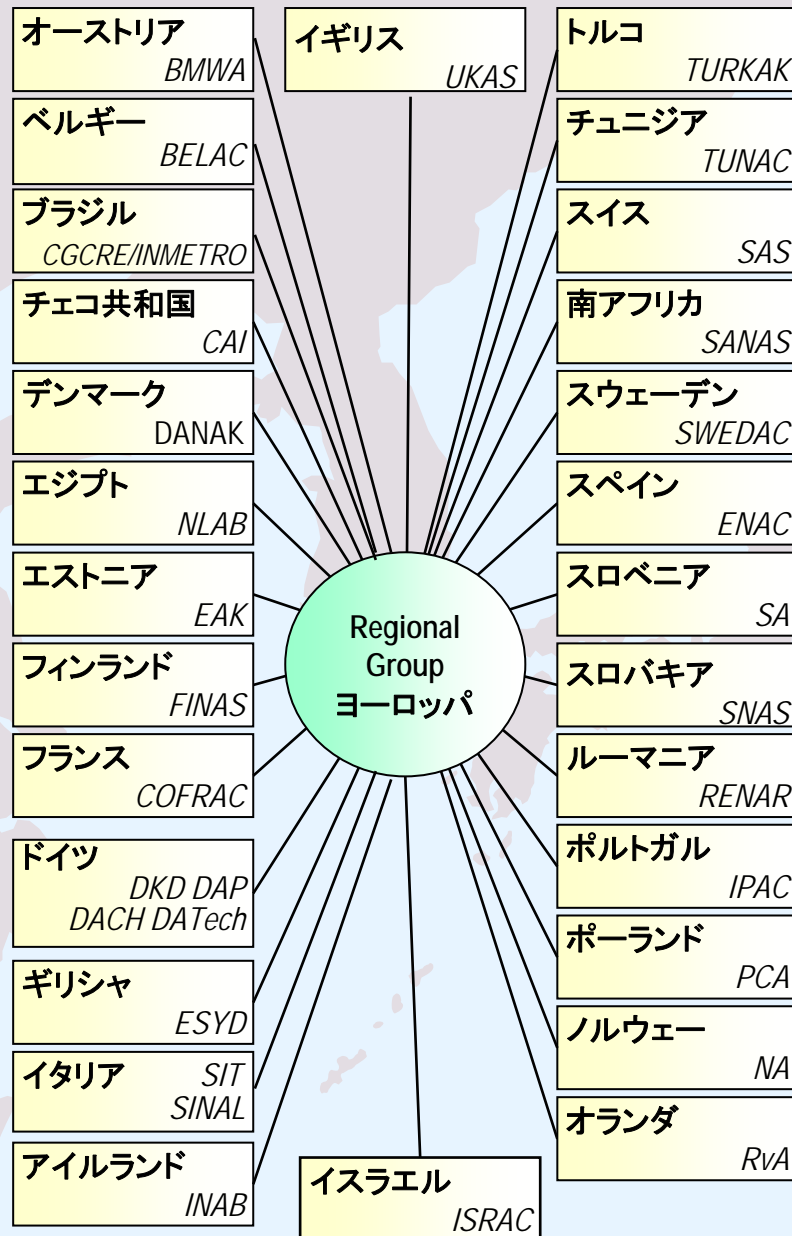 オーストリア
BMWA
ベルギー
BELAC
ブラジル
CGCRE/INMETRO
チェコ共和国
CAI
デンマーク
DANAK
エジプト
NLAB
エストニア
EAK
フィンランド
FINAS
フランス
COFRAC
ドイツ
DKD DAP
DACH DATech
ギリシャ
ESYD
イタリア SIT
SINAL
アイルランド
INAB
イギリス
UKAS
Regional
Group
ヨーロッパ
イスラエル
ISRAC
トルコ
TURKAK
チュニジア
TUNAC
スイス
SAS
南アフリカ
SANAS
スウェーデン
SWEDAC
スペイン
ENAC
スロベニア
SA
スロバキア
SNAS
ルーマニア
RENAR
ポルトガル
IPAC
ポーランド
PCA
ノルウェー
NA
オランダ
RvA